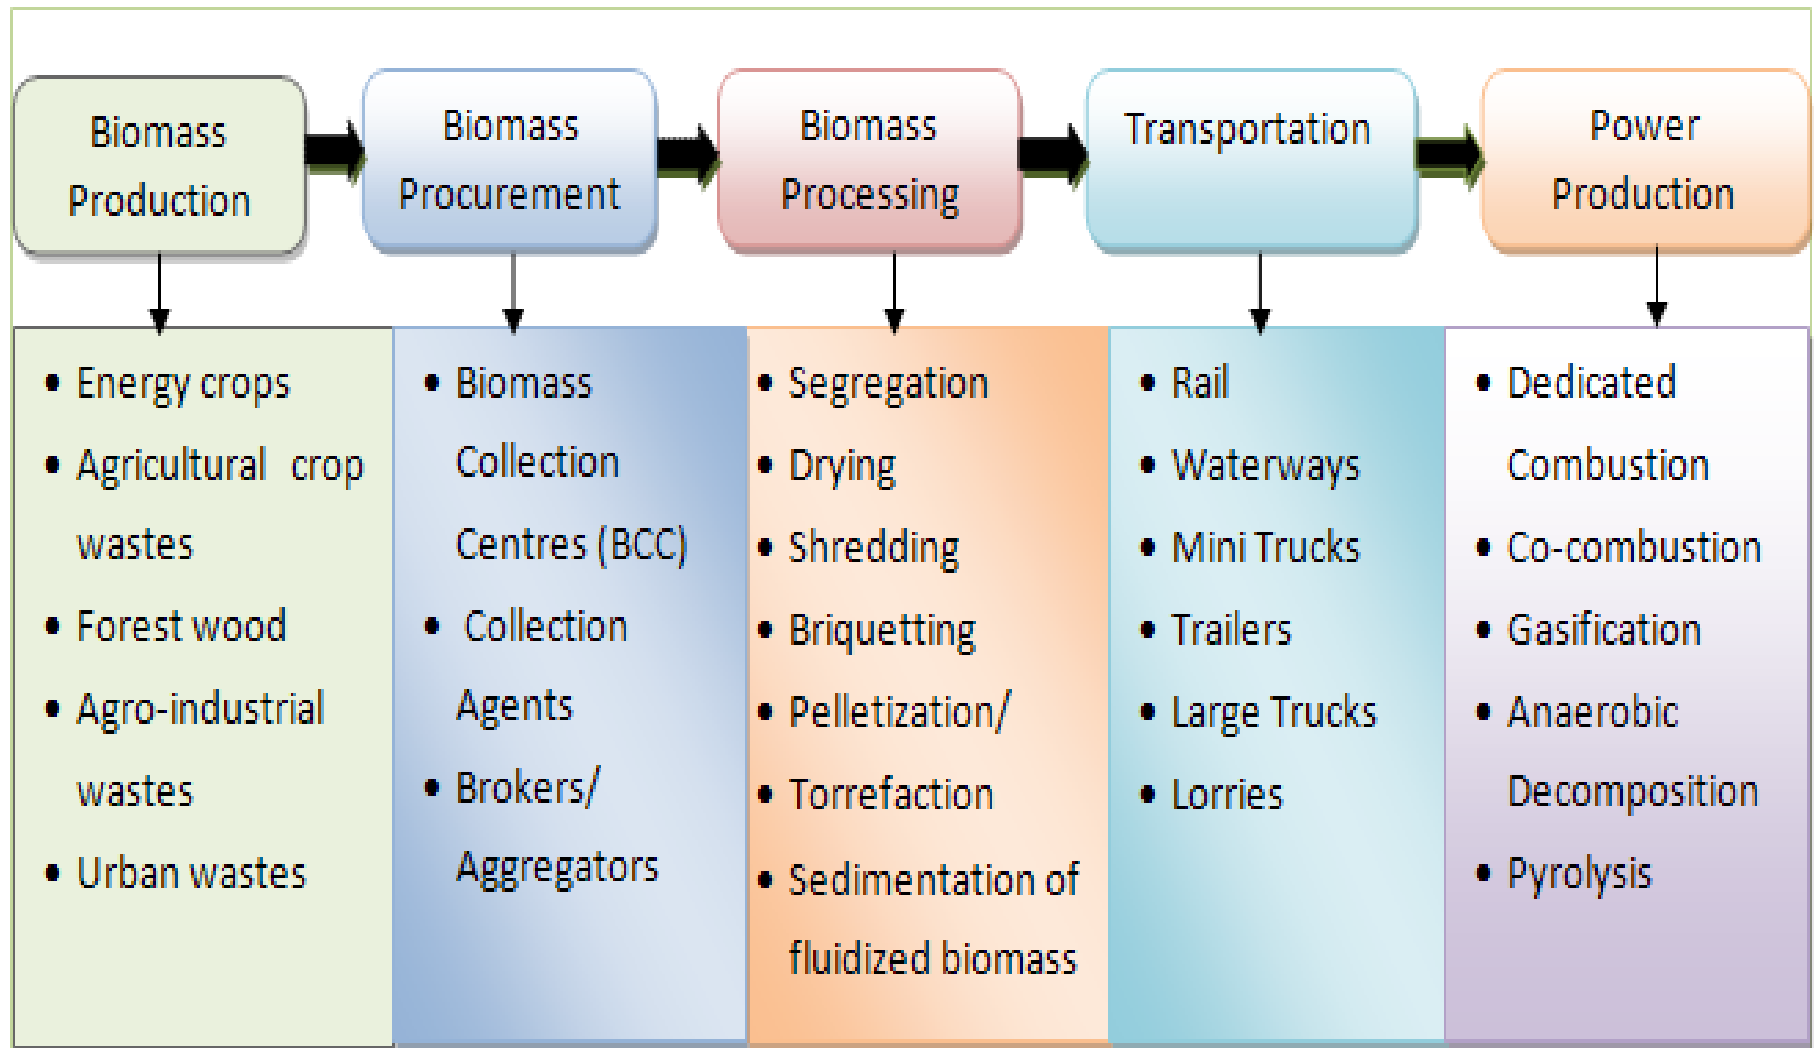 Biomass
Production
Biomass
Procurement
Biomass
Processing
Transportation
Power
Production
• Energy crops
• Agricultural crop
wastes
• Forest wood
• Agro-industrial
wastes
• Urban wastes
• Biomass
Collection
Centres (BCC)
• Collection
Agents
• Brokers/
Aggregators
• Segregation
• Drying
• Shredding
• Briquetting
• Pelletization/
• Torrefaction
• Sedimentation of
fluidized biomass
• Rail
• Waterways
• Mini Trucks
• Trailers
• Large Trucks
• Lorries
• Dedicated
Combustion
• Co-combustion
• Gasification
• Anaerobic
Decomposition
• Pyrolysis